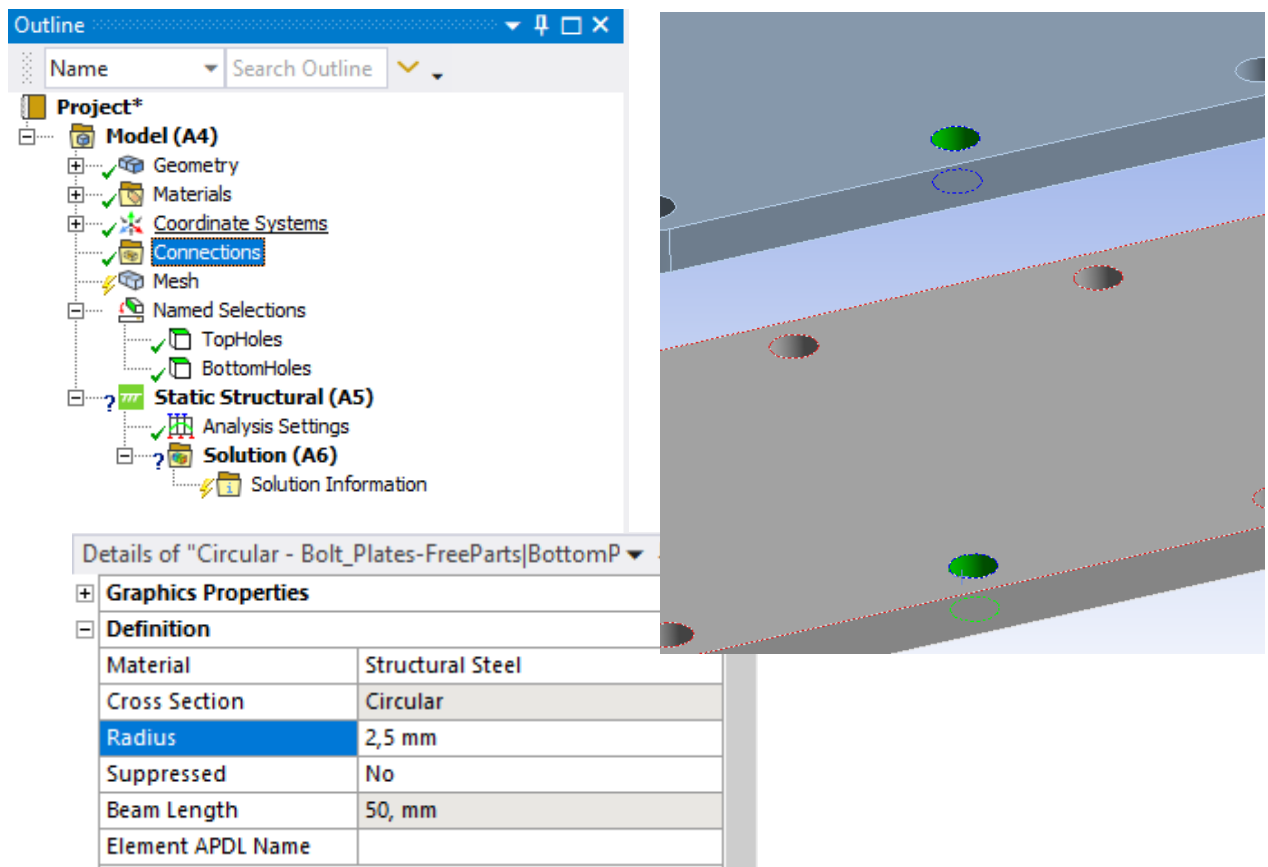 Outline
Name Search Outline
Project*
Model (A4)
Geometry
Materials
Coordinate Systems
Connections
Mesh
Named Selections
TopHoles
BottomHoles
Static Structural (A5)
Analysis Settings
Solution (A6)
Solution Information
Details of "Circular - Bolt_Plates-FreeParts|BottomP
Graphics Properties
Definition
Material Structural Steel
Cross Section Circular
Radius 2,5 mm
Suppressed No
Beam Length 50, mm
Element APDL Name